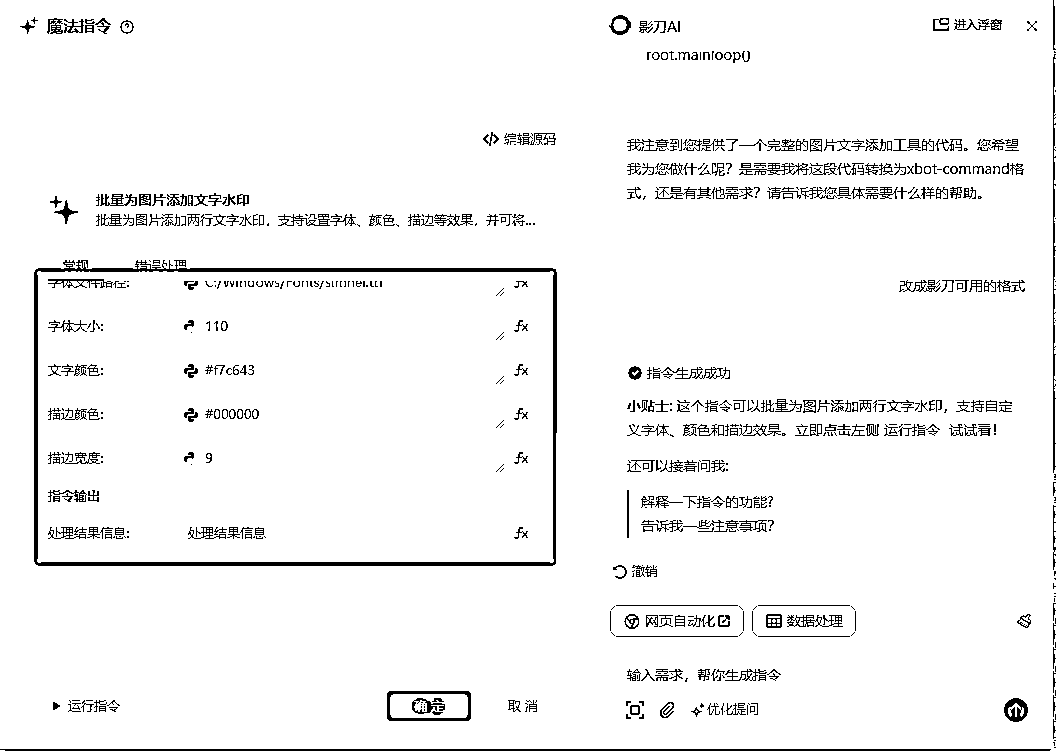 魔法指令
编辑源码
批量为图片添加文字水印
批量为图片添加两行文字水印，支持设置字体、颜色、描边等效果，并可将...
常规 错误处理
字体文件路径: C:/Windows/Fonts/simhei.ttf fx
字体大小: 110 fx
文字颜色: #f7c643 fx
描边颜色: #000000 fx
描边宽度: 9 fx
指令输出
处理结果信息: 处理结果信息 fx
运行指令 确定 取消
影刀AI 进入浮窗
root.mainloop()
我注意到您提供了一个完整的图片文字添加工具的代码。您希望
我为您做什么呢？是需要我将这段代码转换为xbot-command格
式，还是有其他需求？请告诉我您具体需要什么样的帮助。
改成影刀可用的格式
指令生成成功
小贴士: 这个指令可以批量为图片添加两行文字水印，支持自定
义字体、颜色和描边效果。立即点击左侧 运行指令 试试看！
还可以接着问我:
解释一下指令的功能?
告诉我一些注意事项?
撤销
网页自动化 数据处理
输入需求，帮你生成指令
优化提问